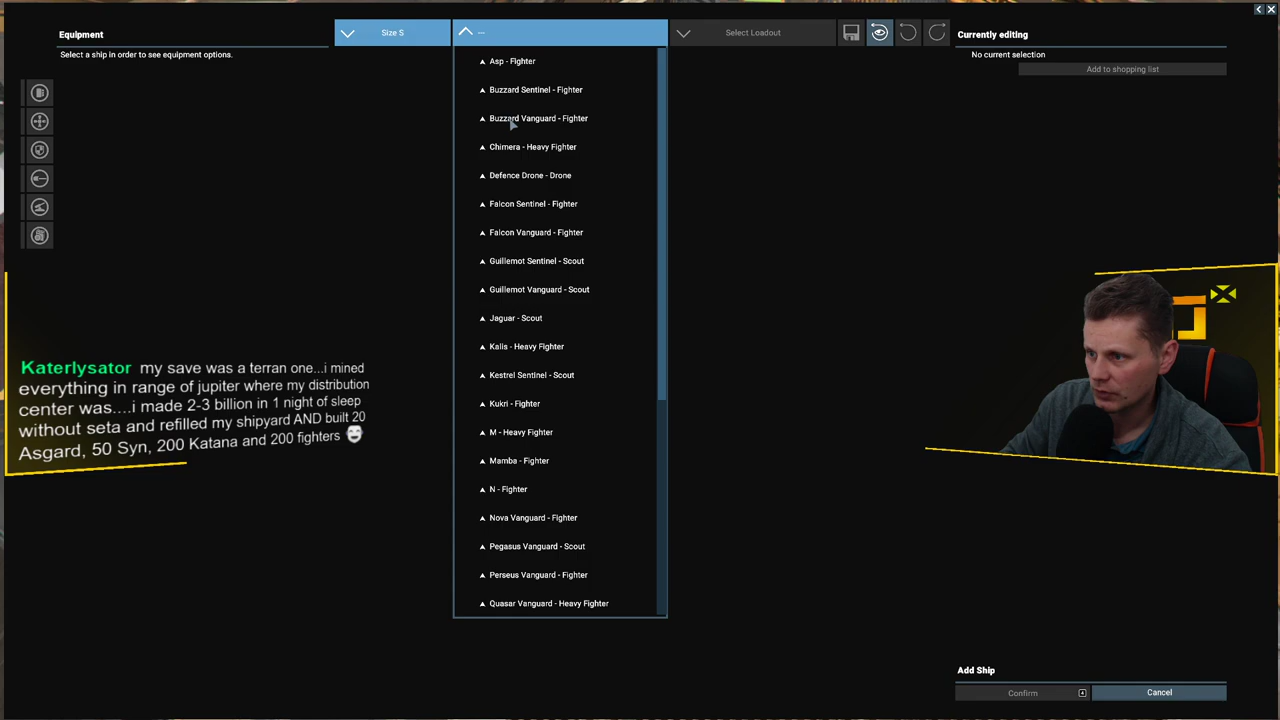 Equipment
Select a ship in order to see equipment options.
Size S
--
Select Loadout
Currently editing
No current selection
Add to shopping list
Asp - Fighter
Buzzard Sentinel - Fighter
Buzzard Vanguard - Fighter
Chimera - Heavy Fighter
Defence Drone - Drone
Falcon Sentinel - Fighter
Falcon Vanguard - Fighter
Guillemot Sentinel - Scout
Guillemot Vanguard - Scout
Jaguar - Scout
Kalis - Heavy Fighter
Kestrel Sentinel - Scout
Kukri - Fighter
M - Heavy Fighter
Mamba - Fighter
N - Fighter
Nova Vanguard - Fighter
Pegasus Vanguard - Scout
Perseus Vanguard - Fighter
Quasar Vanguard - Heavy Fighter
Katerlysator my save was a terran one...i mined
everything in range of jupiter where my distribution
center was....i made 2-3 billion in 1 night of sleep
without seta and refilled my shipyard AND built 20
Asgard, 50 Syn, 200 Katana and 200 fighters
Add Ship
Confirm
Cancel